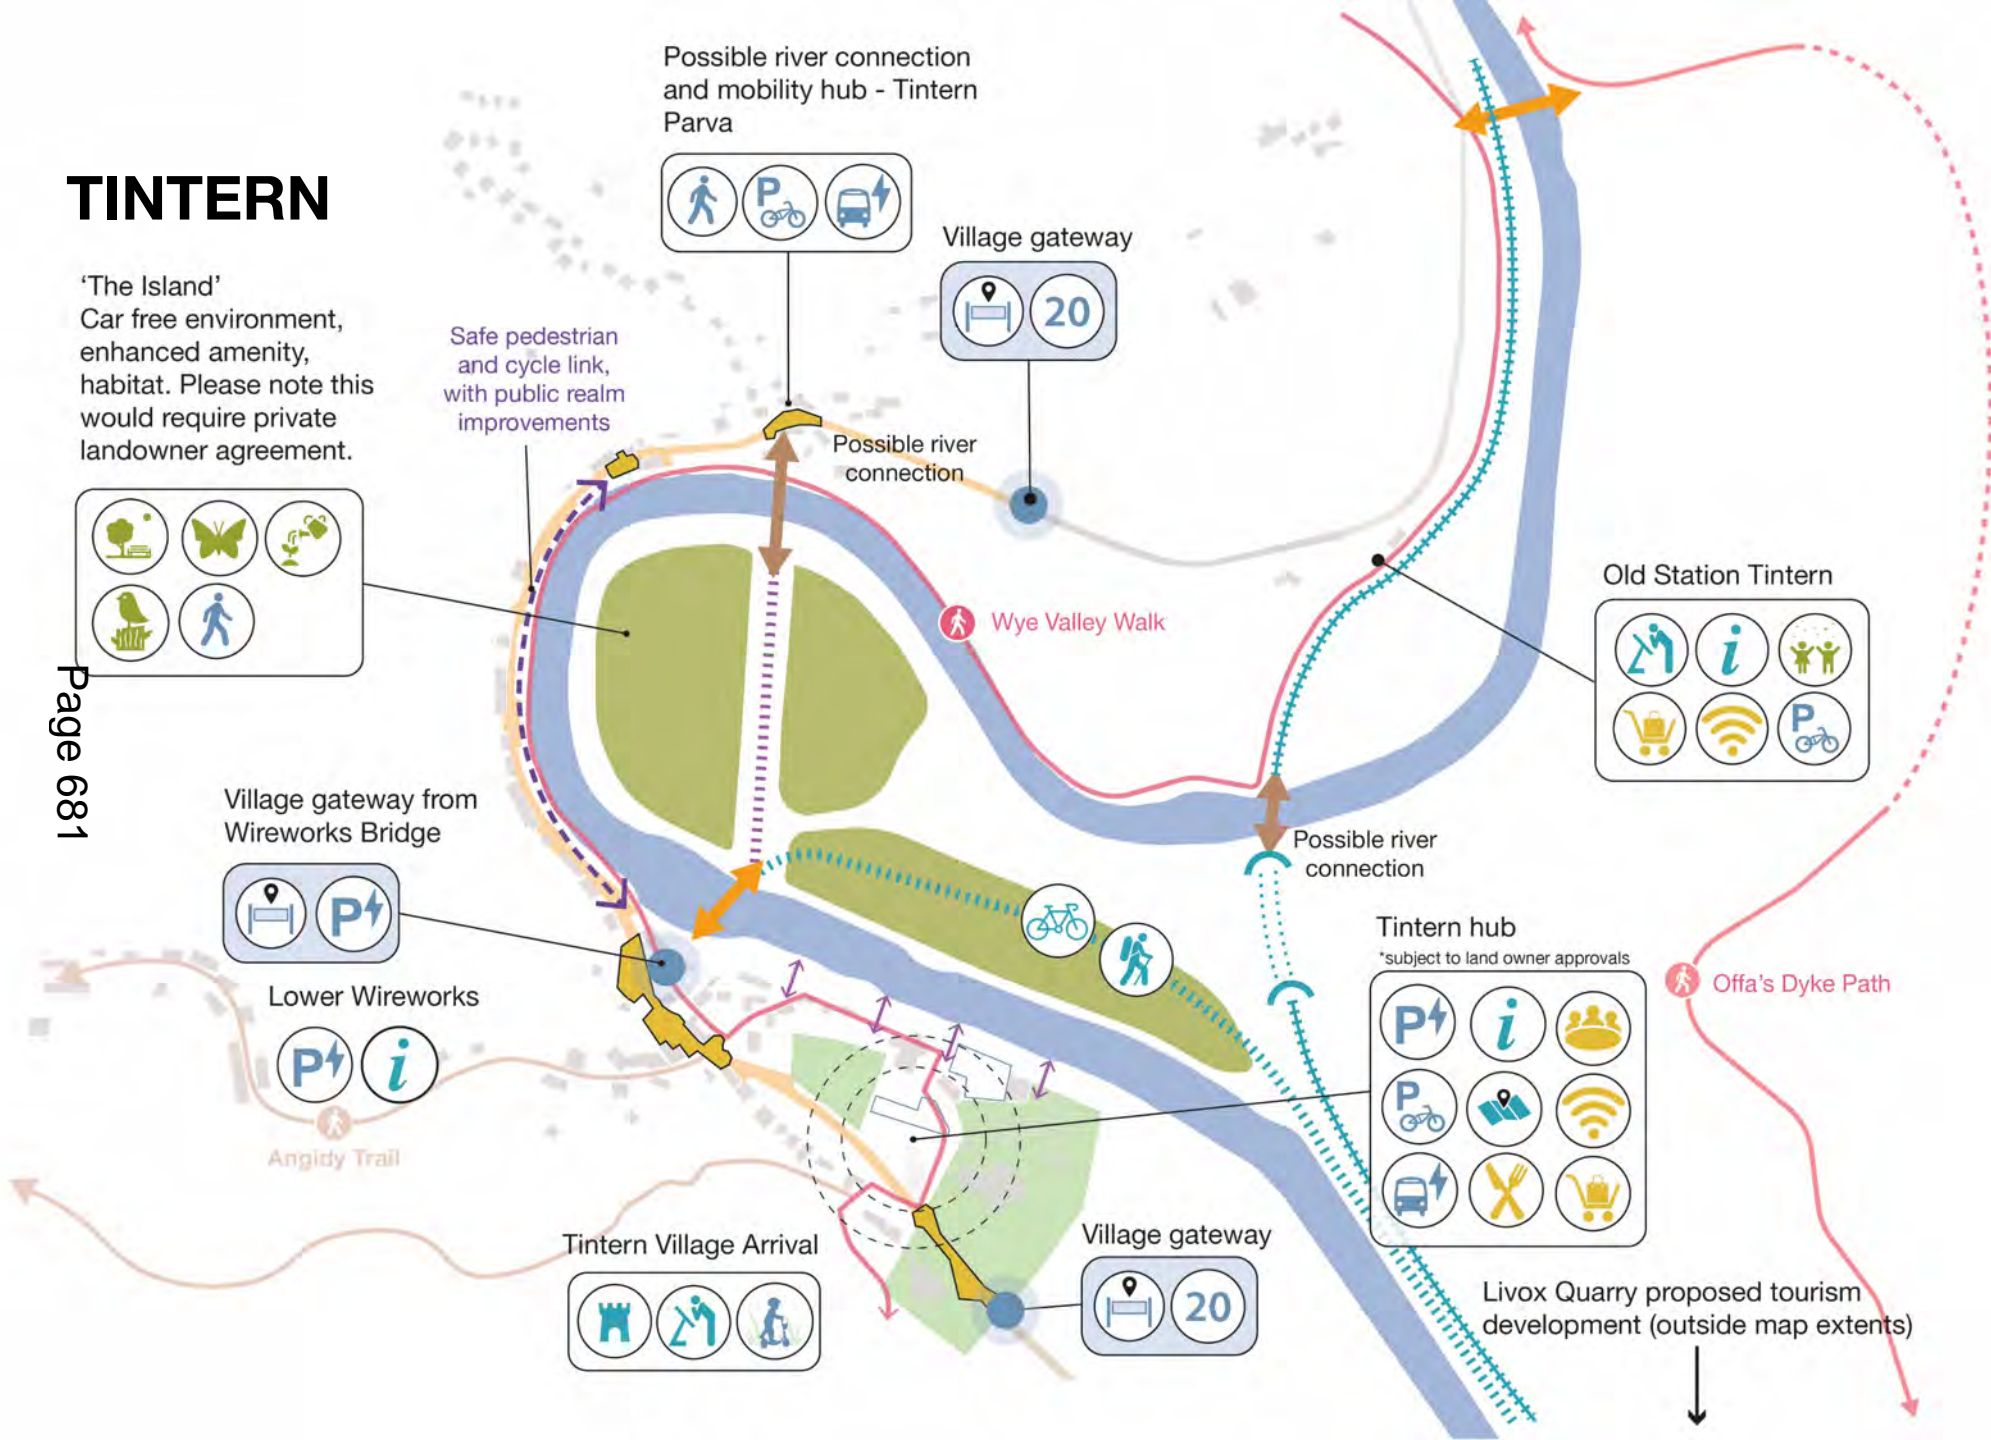 TINTERN
'The Island'
Car free environment,
enhanced amenity,
habitat. Please note this
would require private
landowner agreement.
Safe pedestrian
and cycle link,
with public realm
improvements
Possible river connection
and mobility hub - Tintern
Parva
P
Village gateway
20
Possible river
connection
Wye Valley Walk
Old Station Tintern
i
P
Page 681
Village gateway from
Wireworks Bridge
P
Lower Wireworks
P
i
Angidy Trail
Possible river
connection
Tintern hub
*subject to land owner approvals
P
i
P
Offa's Dyke Path
Tintern Village Arrival
Village gateway
20
Livox Quarry proposed tourism
development (outside map extents)